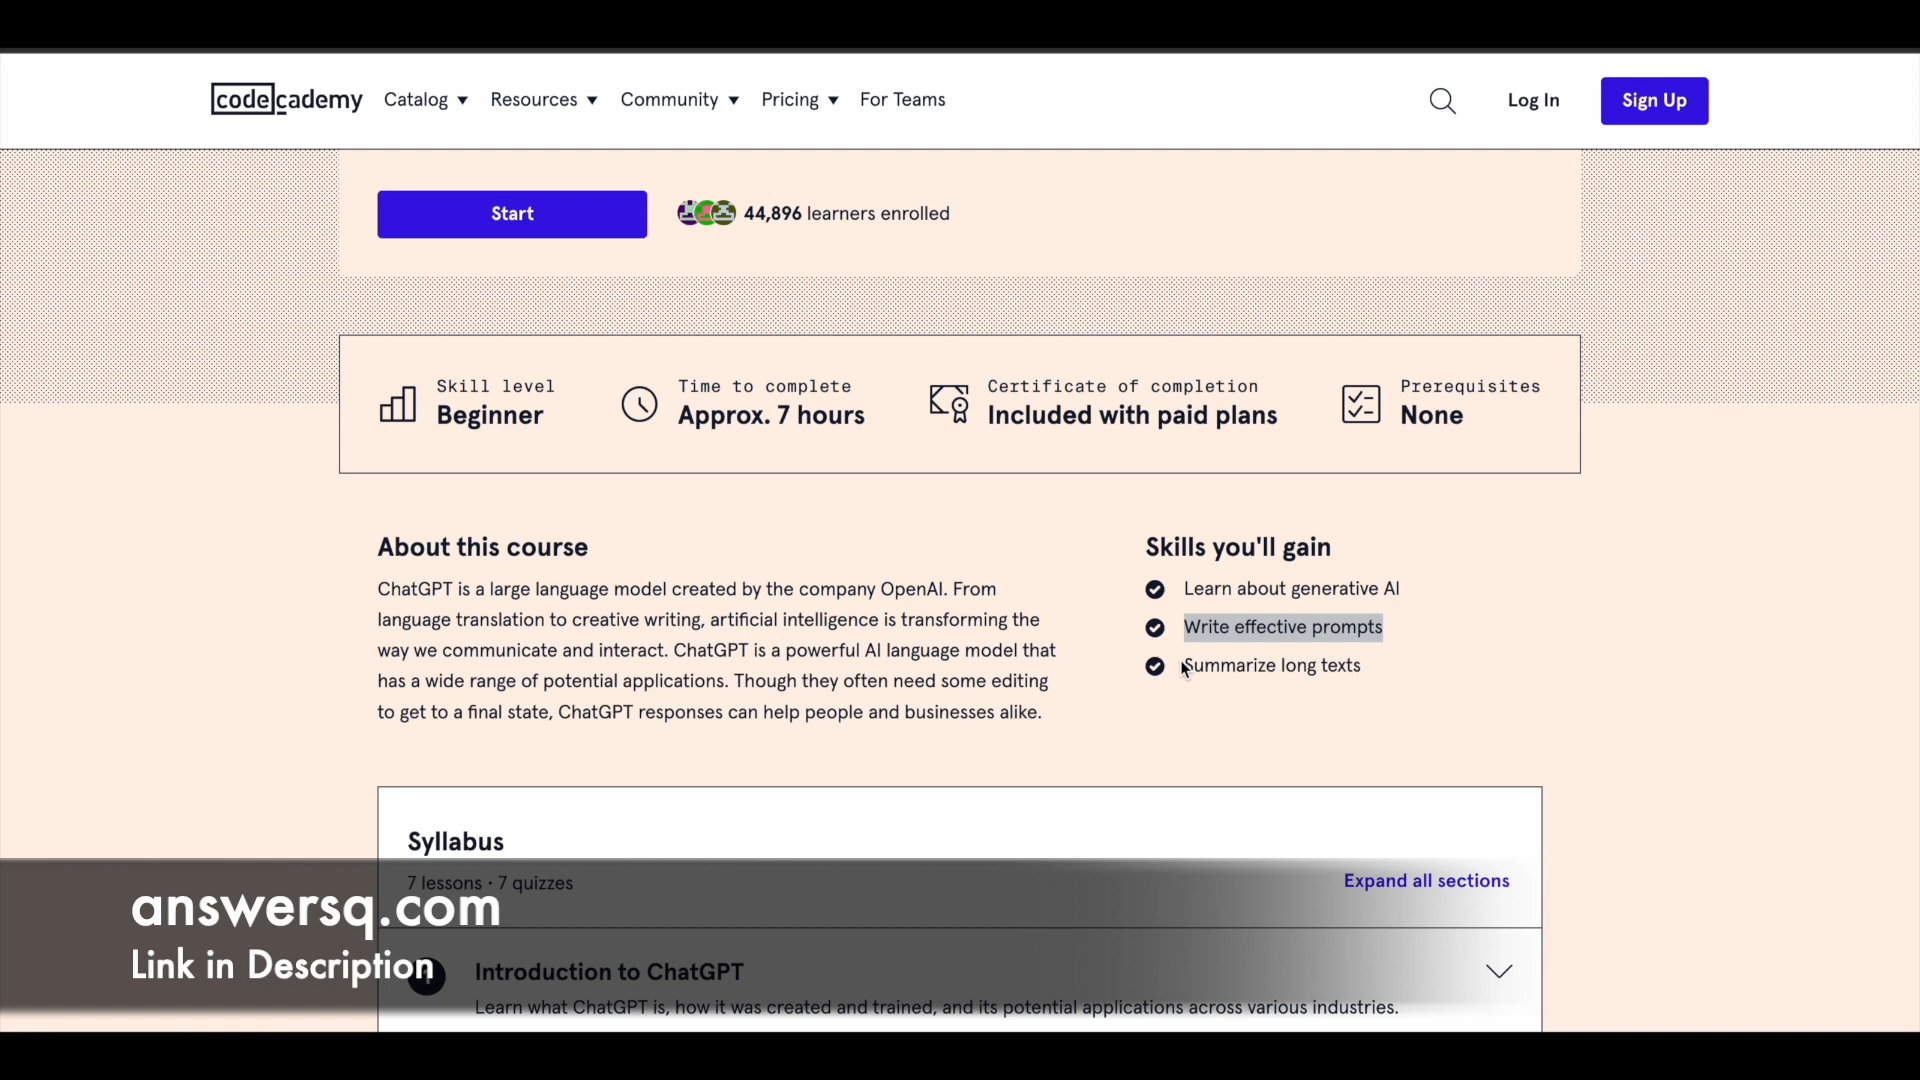 codecademy Catalog Resources Community Pricing For Teams Log In Sign Up
Start 44,896 learners enrolled
Skill level Time to complete Certificate of completion Prerequisites
Beginner Approx. 7 hours Included with paid plans None
About this course
ChatGPT is a large language model created by the company OpenAI. From
language translation to creative writing, artificial intelligence is transforming the
way we communicate and interact. ChatGPT is a powerful AI language model that
has a wide range of potential applications. Though they often need some editing
to get to a final state, ChatGPT responses can help people and businesses alike.
Skills you'll gain
Learn about generative AI
Write effective prompts
Summarize long texts
Syllabus
7 lessons • 7 quizzes
Expand all sections
answersq.com
Link in Description
Introduction to ChatGPT
Learn what ChatGPT is, how it was created and trained, and its potential applications across various industries.